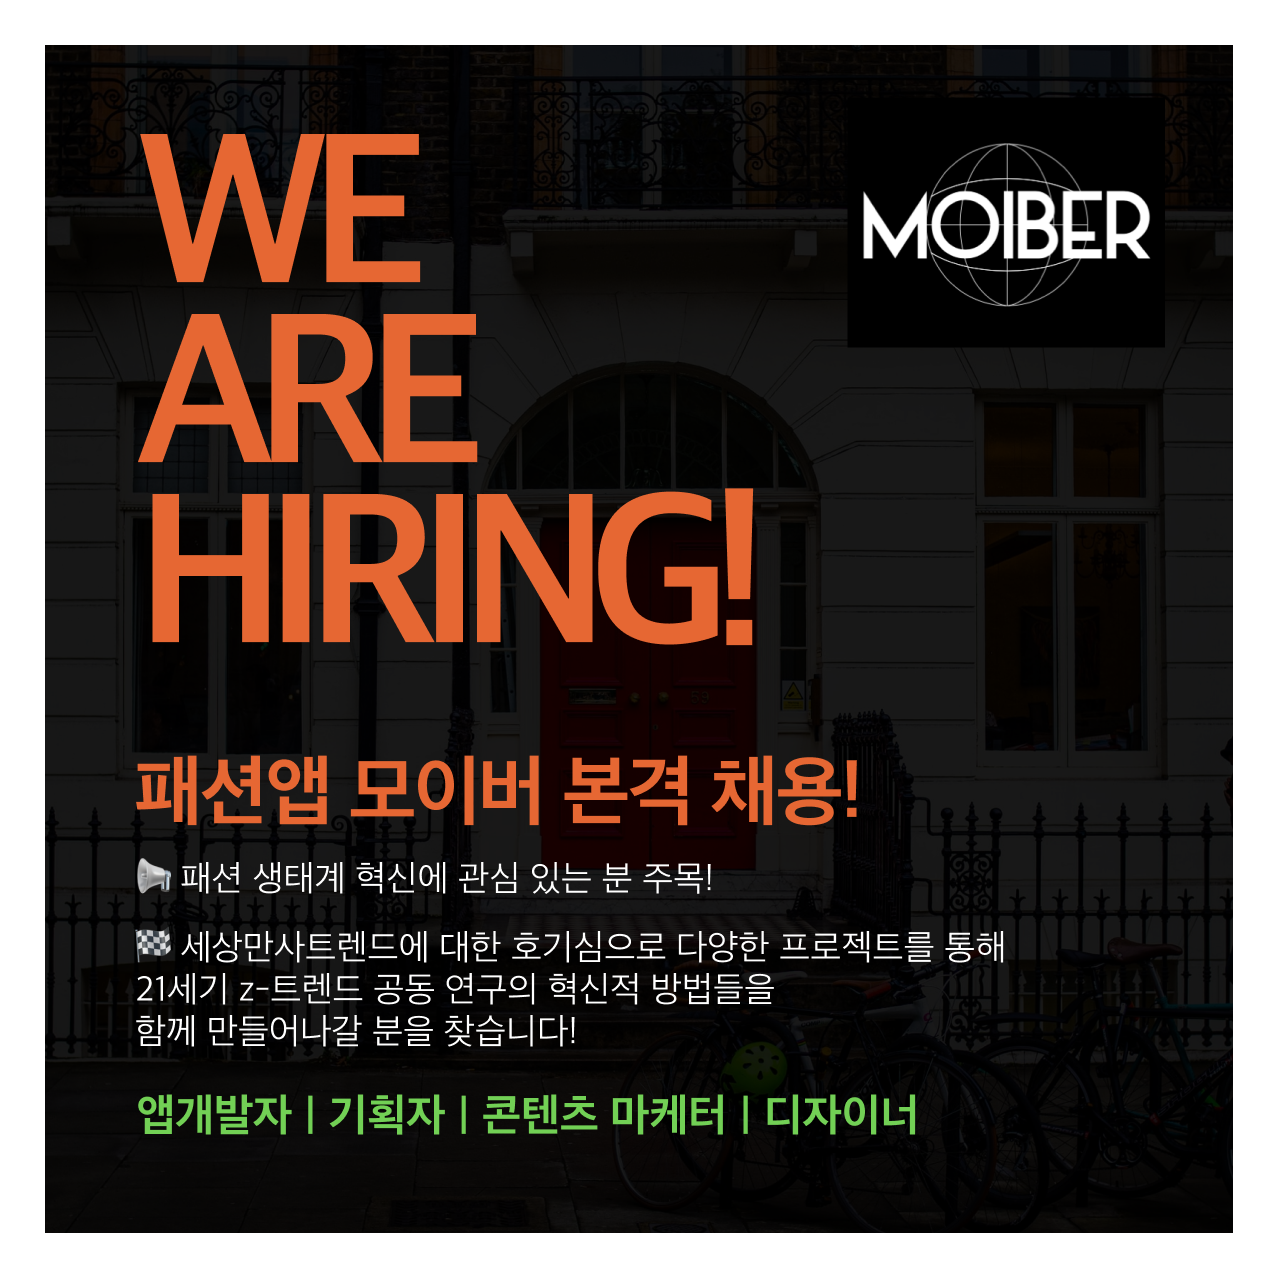 WE
ARE
HIRING!
MOIBER
패션앱 모이버 본격 채용!
📢 패션 생태계 혁신에 관심 있는 분 주목!
🏁 세상만사트렌드에 대한 호기심으로 다양한 프로젝트를 통해
21세기 z-트렌드 공동 연구의 혁신적 방법들을
함께 만들어나갈 분을 찾습니다!
앱개발자 | 기획자 | 콘텐츠 마케터 | 디자이너